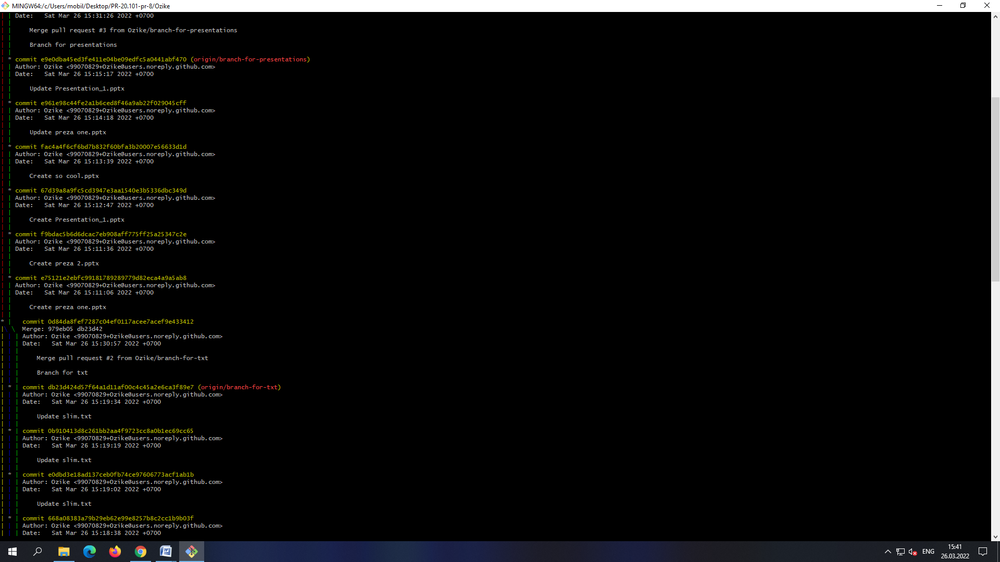 MINGW64:/c/Users/mobil/Desktop/PR-20.101-pr-8/Ozike
| | Date:   Sat Mar 26 15:31:26 2022 +0700
| |
| |     Merge pull request #3 from Ozike/branch-for-presentations
| |
| |     Branch for presentations
| |
| * commit e9e0dba45ed3fe411e04be09edfc5a0441abf470 (origin/branch-for-presentations)
| | Author: Ozike <99070829+Ozike@users.noreply.github.com>
| | Date:   Sat Mar 26 15:15:17 2022 +0700
| |
| |     Update Presentation_1.pptx
| |
| * commit e961e98c44fe2a1b6ced8f46a9ab22f029045cff
| | Author: Ozike <99070829+Ozike@users.noreply.github.com>
| | Date:   Sat Mar 26 15:14:18 2022 +0700
| |
| |     Update preza one.pptx
| |
| * commit fac4a4f6cf6bd7b832f60bfa3b20007e56633d1d
| | Author: Ozike <99070829+Ozike@users.noreply.github.com>
| | Date:   Sat Mar 26 15:13:39 2022 +0700
| |
| |     Create so cool.pptx
| |
| * commit 67d39a8a9fc5cd3947e3aa1540e3b5336dbc349d
| | Author: Ozike <99070829+Ozike@users.noreply.github.com>
| | Date:   Sat Mar 26 15:12:47 2022 +0700
| |
| |     Create Presentation_1.pptx
| |
| * commit f9bdac5b6d6dcac7eb908aff775ff25a25347c2e
| | Author: Ozike <99070829+Ozike@users.noreply.github.com>
| | Date:   Sat Mar 26 15:11:36 2022 +0700
| |
| |     Create preza 2.pptx
| |
| * commit e75121e2ebfc99181789289779d82eca4a9a5ab8
| | Author: Ozike <99070829+Ozike@users.noreply.github.com>
| | Date:   Sat Mar 26 15:11:06 2022 +0700
| |
| |     Create preza one.pptx
| |
* |   commit 0d84da8fef7287c04ef0117acee7acef9e433412
|\ \  Merge: 979eb05 db23d42
| | | Author: Ozike <99070829+Ozike@users.noreply.github.com>
| | | Date:   Sat Mar 26 15:30:57 2022 +0700
| | |
| | |     Merge pull request #2 from Ozike/branch-for-txt
| | |
| | |     Branch for txt
| | |
| * | commit db23d424d57f64a1d11af00c4c45a2e6ca3f89e7 (origin/branch-for-txt)
| | | Author: Ozike <99070829+Ozike@users.noreply.github.com>
| | | Date:   Sat Mar 26 15:19:34 2022 +0700
| | |
| | |     Update slim.txt
| | |
| * | commit 0b910413d8c261bb2aa4f9723cc8a0b1ec69cc65
| | | Author: Ozike <99070829+Ozike@users.noreply.github.com>
| | | Date:   Sat Mar 26 15:19:19 2022 +0700
| | |
| | |     Update slim.txt
| | |
| * | commit e0dbd3e18ad137ceb0fb74ce97606773acf1ab1b
| | | Author: Ozike <99070829+Ozike@users.noreply.github.com>
| | | Date:   Sat Mar 26 15:19:02 2022 +0700
| | |
| | |     Update slim.txt
| | |
| * | commit 668a08383a79b29eb62e99e8257b8c2cc1b9b03f
| | | Author: Ozike <99070829+Ozike@users.noreply.github.com>
| | | Date:   Sat Mar 26 15:18:38 2022 +0700
ENG
15:41
26.03.2022